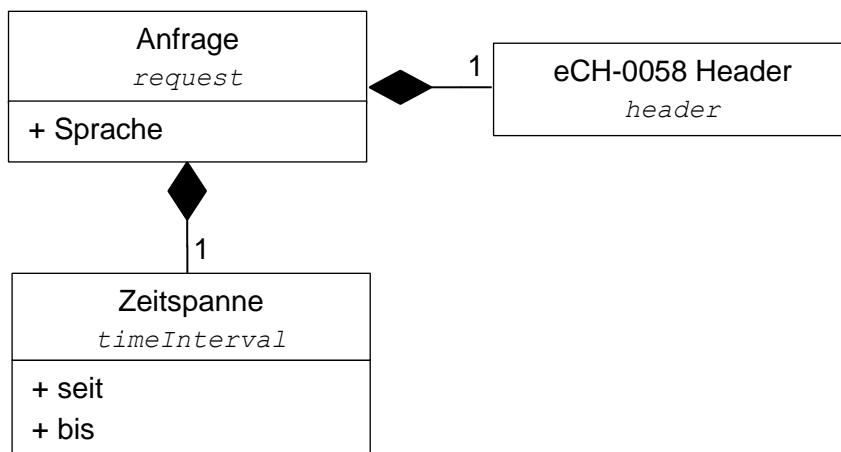 Anfrage
request
+ Sprache
1
eCH-0058 Header
header
1
Zeitspanne
timeInterval
+ seit
+ bis